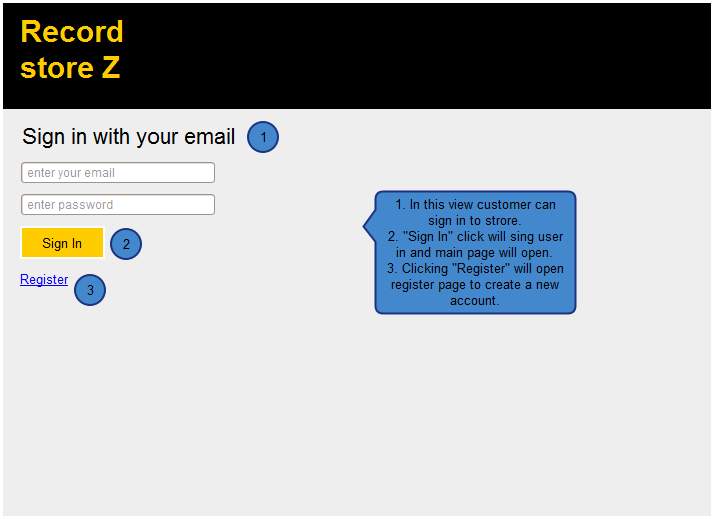 Record
store Z
Sign in with your email
1
enter your email
enter password
Sign In
2
Register
3
1. In this view customer can
sign in to strore.
2. "Sign In" click will sing user
in and main page will open.
3. Clicking "Register" will open
register page to create a new
account.